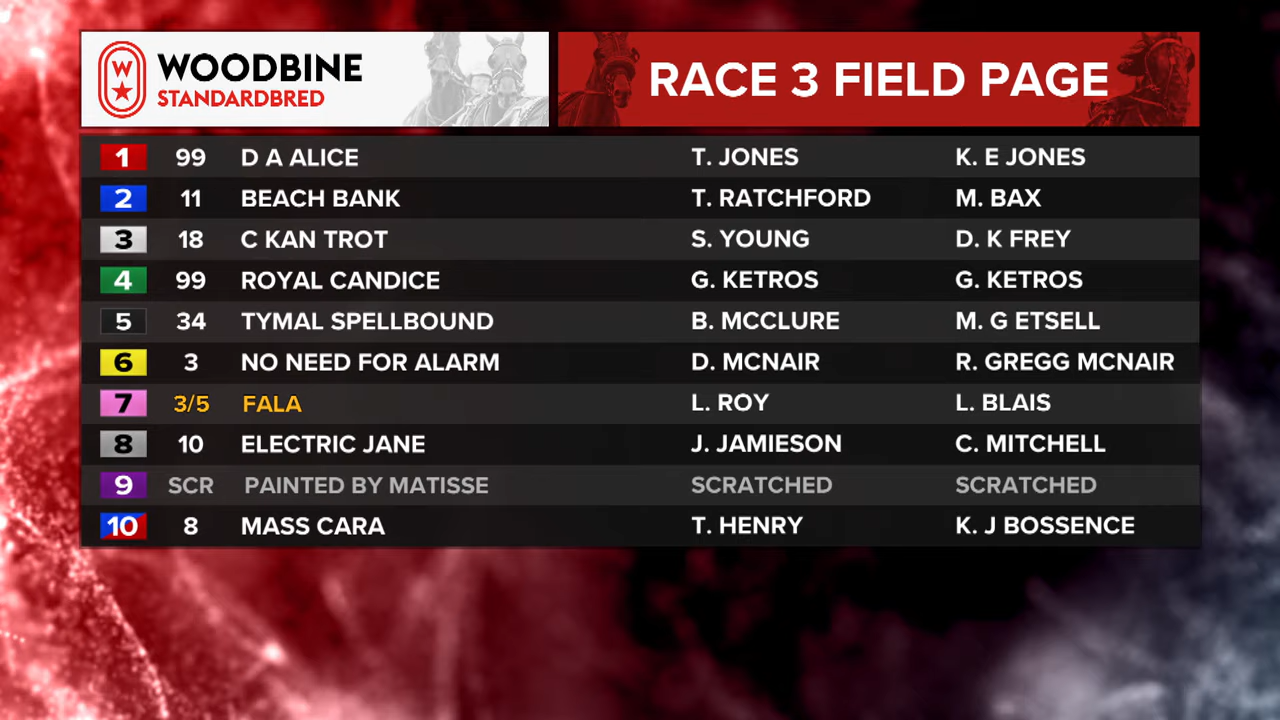 W
WOODBINE
STANDARDBRED
RACE 3 FIELD PAGE
1 99 D A ALICE T. JONES K. E JONES
2 11 BEACH BANK T. RATCHFORD M. BAX
3 18 C KAN TROT S. YOUNG D. K FREY
4 99 ROYAL CANDICE G. KETROS G. KETROS
5 34 TYMAL SPELLBOUND B. MCCLURE M. G ETSELL
6 3 NO NEED FOR ALARM D. MCNAIR R. GREGG MCNAIR
7 3/5 FALA L. ROY L. BLAIS
8 10 ELECTRIC JANE J. JAMIESON C. MITCHELL
9 SCR PAINTED BY MATISSE SCRATCHED SCRATCHED
10 8 MASS CARA T. HENRY K. J BOSSENCE